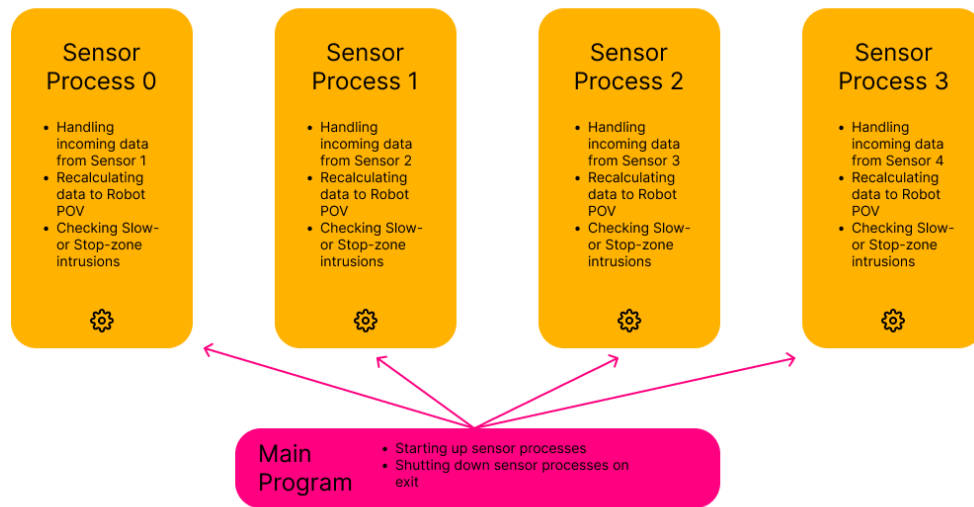 Sensor
Process 0
• Handling
incoming data
from Sensor 1
• Recalculating
data to Robot
POV
• Checking Slow-
or Stop-zone
intrusions
Sensor
Process 1
• Handling
incoming data
from Sensor 2
• Recalculating
data to Robot
POV
• Checking Slow-
or Stop-zone
intrusions
Sensor
Process 2
• Handling
incoming data
from Sensor 3
• Recalculating
data to Robot
POV
• Checking Slow-
or Stop-zone
intrusions
Sensor
Process 3
• Handling
incoming data
from Sensor 4
• Recalculating
data to Robot
POV
• Checking Slow-
or Stop-zone
intrusions
Main
Program
• Starting up sensor processes
• Shutting down sensor processes on
exit